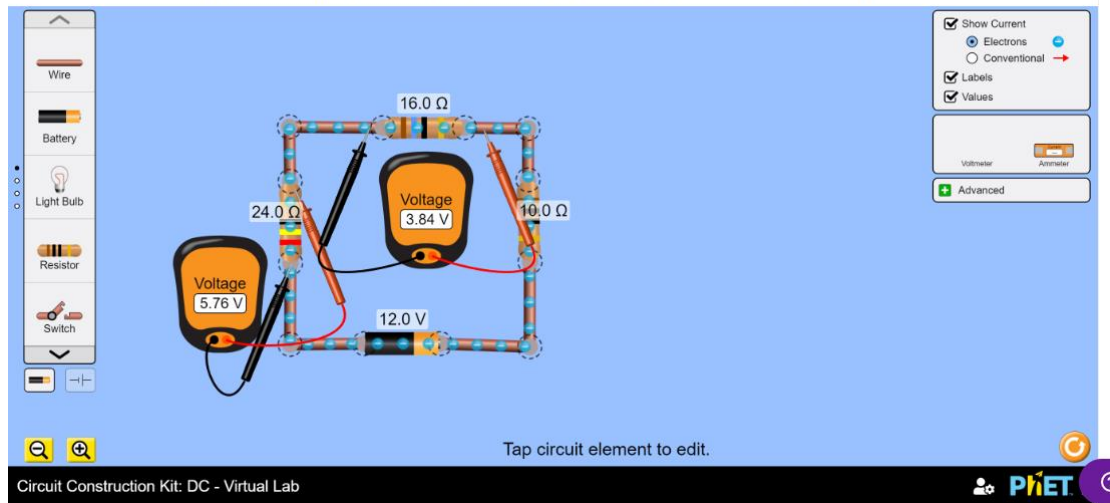 Wire
Battery
Light Bulb
Resistor
Switch
16.0 Ω
24.0 Ω
10.0 Ω
12.0 V
Voltage
3.84 V
Voltage
5.76 V
Show Current
Electrons
Conventional
Labels
Values
Voltmeter
Ammeter
Advanced
Tap circuit element to edit.
Circuit Construction Kit: DC - Virtual Lab
PhET